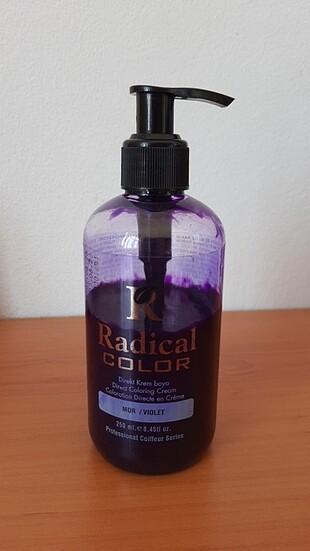 R
Radical
COLOR
Direkt Krem boya
Direct Coloring Cream
Coloration Directe en Crème
MOR / VIOLET
250 ml. e 8.45fl oz.
Professional Coiffeur Series